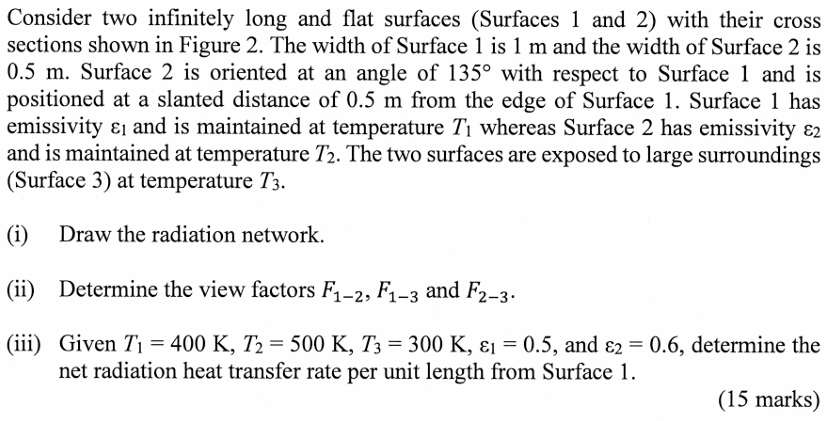 Consider two infinitely long and flat surfaces (Surfaces 1 and 2) with their cross
sections shown in Figure 2. The width of Surface 1 is 1 m and the width of Surface 2 is
0.5 m. Surface 2 is oriented at an angle of 135° with respect to Surface 1 and is
positioned at a slanted distance of 0.5 m from the edge of Surface 1. Surface 1 has
emissivity ε₁ and is maintained at temperature T₁ whereas Surface 2 has emissivity ε₂
and is maintained at temperature T₂. The two surfaces are exposed to large surroundings
(Surface 3) at temperature T₃.
(i) Draw the radiation network.
(ii) Determine the view factors F₁₋₂, F₁₋₃ and F₂₋₃.
(iii) Given T₁ = 400 K, T₂ = 500 K, T₃ = 300 K, ε₁ = 0.5, and ε₂ = 0.6, determine the
net radiation heat transfer rate per unit length from Surface 1.
(15 marks)